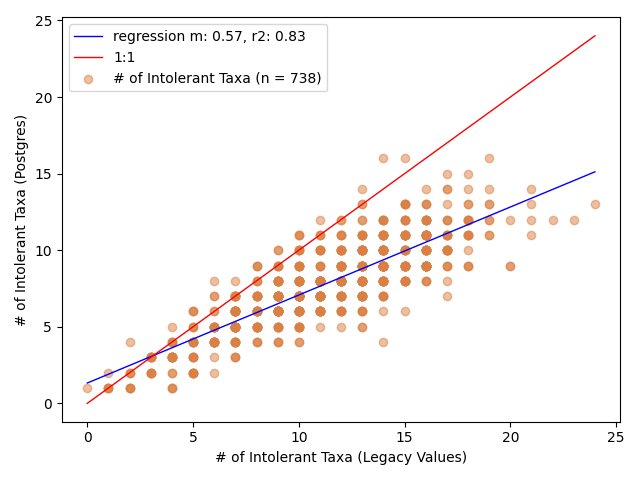 regression m: 0.57, r2: 0.83
1:1
# of Intolerant Taxa (n = 738)
25
20
15
10
5
0
# of Intolerant Taxa (Postgres)
0 5 10 15 20 25
# of Intolerant Taxa (Legacy Values)